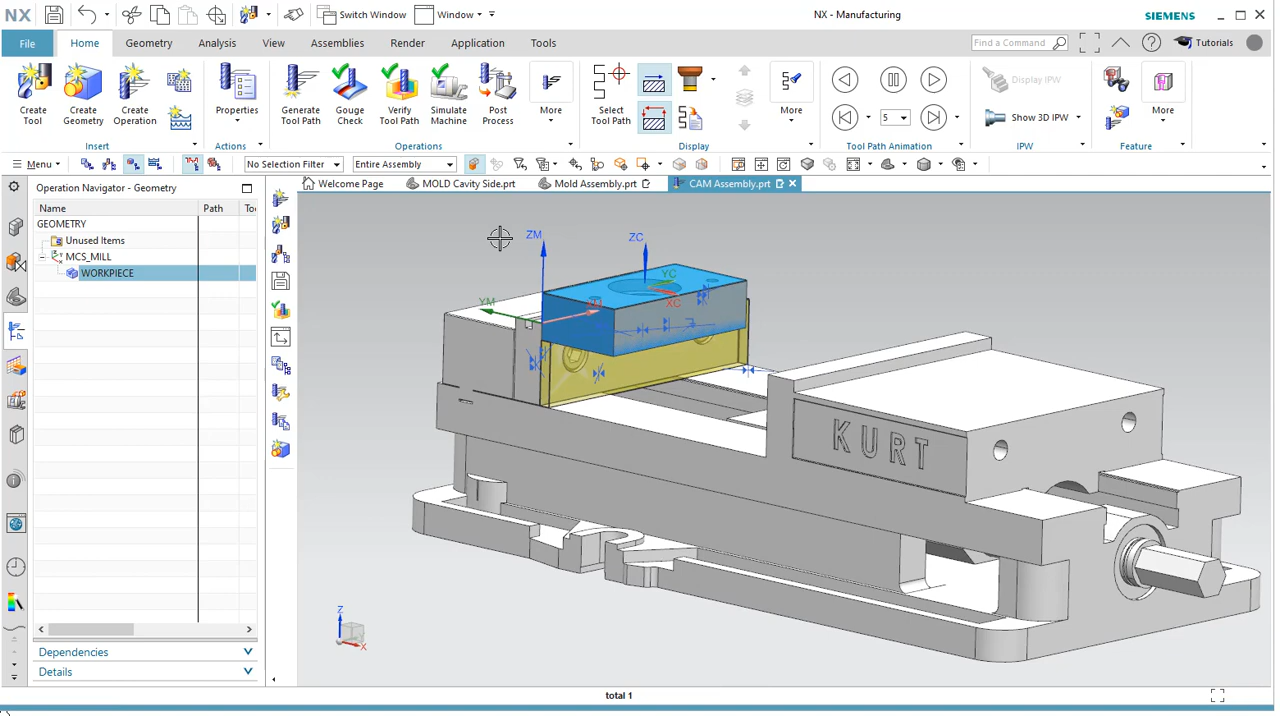 NX Switch Window Window NX - Manufacturing SIEMENS
File Home Geometry Analysis View Assemblies Render Application Tools Find a Command Tutorials
Create Tool Create Geometry Create Operation Properties Generate Tool Path Gouge Check Verify Tool Path Simulate Machine Post Process More Select Tool Path More 5 Display IPW Show 3D IPW More
Insert Actions Operations Display Tool Path Animation IPW Feature
Menu No Selection Filter Entire Assembly
Operation Navigator - Geometry Welcome Page MOLD Cavity Side.prt Mold Assembly.prt CAM Assembly.prt
Name Path Too
GEOMETRY
Unused Items
MCS_MILL
WORKPIECE
ZM ZC
YC
YM XM XC
KURT
Z
X
Dependencies
Details
total 1